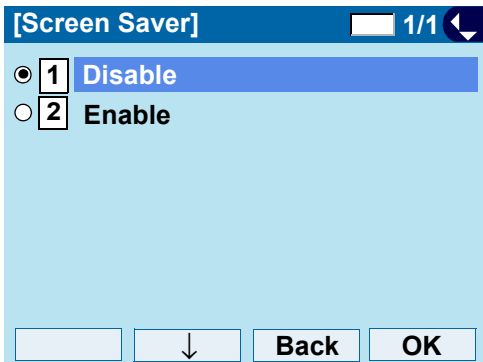 [Screen Saver] 1/1
1 Disable
2 Enable
↓ Back OK